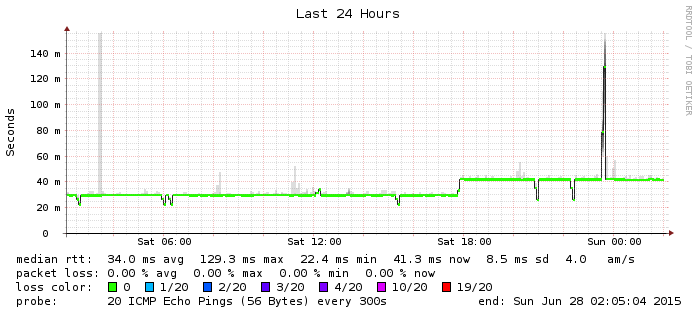 Last 24 Hours
RRDTOOL / TOBI OETIKER
Seconds
140 m
120 m
100 m
80 m
60 m
40 m
20 m
0
Sat 06:00 Sat 12:00 Sat 18:00 Sun 00:00
median rtt: 34.0 ms avg 129.3 ms max 22.4 ms min 41.3 ms now 8.5 ms sd 4.0 am/s
packet loss: 0.00 % avg 0.00 % max 0.00 % min 0.00 % now
loss color: 0 1/20 2/20 3/20 4/20 10/20 19/20
probe: 20 ICMP Echo Pings (56 Bytes) every 300s end: Sun Jun 28 02:05:04 2015